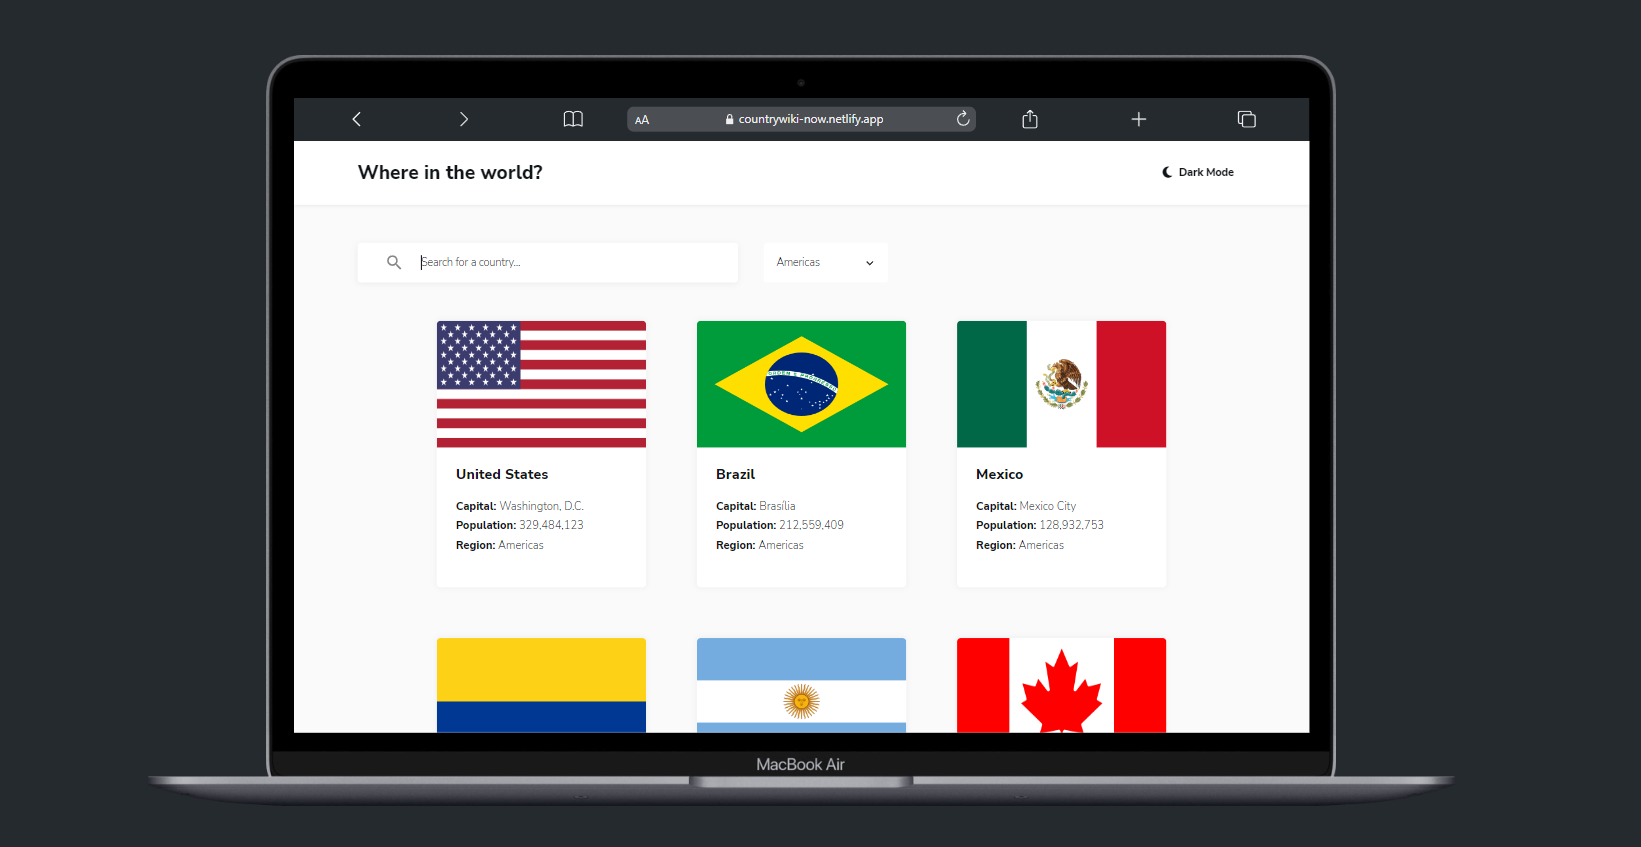 AA countrywiki-now.netlify.app
Where in the world?
Dark Mode
Search for a country...
Americas
United States
Capital: Washington, D.C.
Population: 329,484,123
Region: Americas
Brazil
Capital: Brasília
Population: 212,559,409
Region: Americas
Mexico
Capital: Mexico City
Population: 128,932,753
Region: Americas
MacBook Air